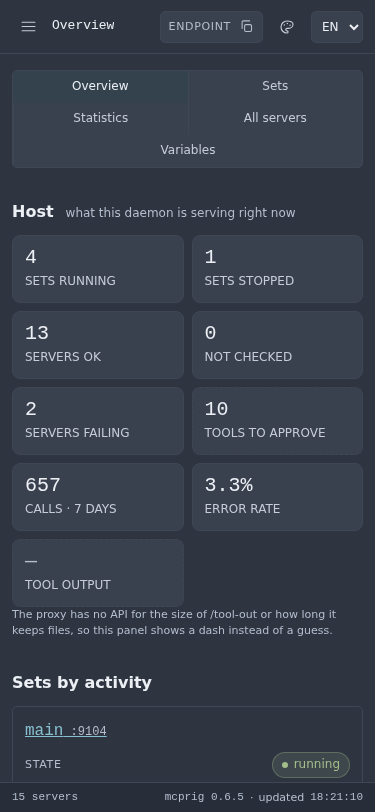 Overview
ENDPOINT
EN
Overview
Sets
Statistics
All servers
Variables
Host what this daemon is serving right now
4
SETS RUNNING
1
SETS STOPPED
13
SERVERS OK
0
NOT CHECKED
2
SERVERS FAILING
10
TOOLS TO APPROVE
657
CALLS · 7 DAYS
3.3%
ERROR RATE
—
TOOL OUTPUT
The proxy has no API for the size of /tool-out or how long it
keeps files, so this panel shows a dash instead of a guess.
Sets by activity
main :9104
STATE
running
15 servers
mcprig 0.6.5 · updated 18:21:10